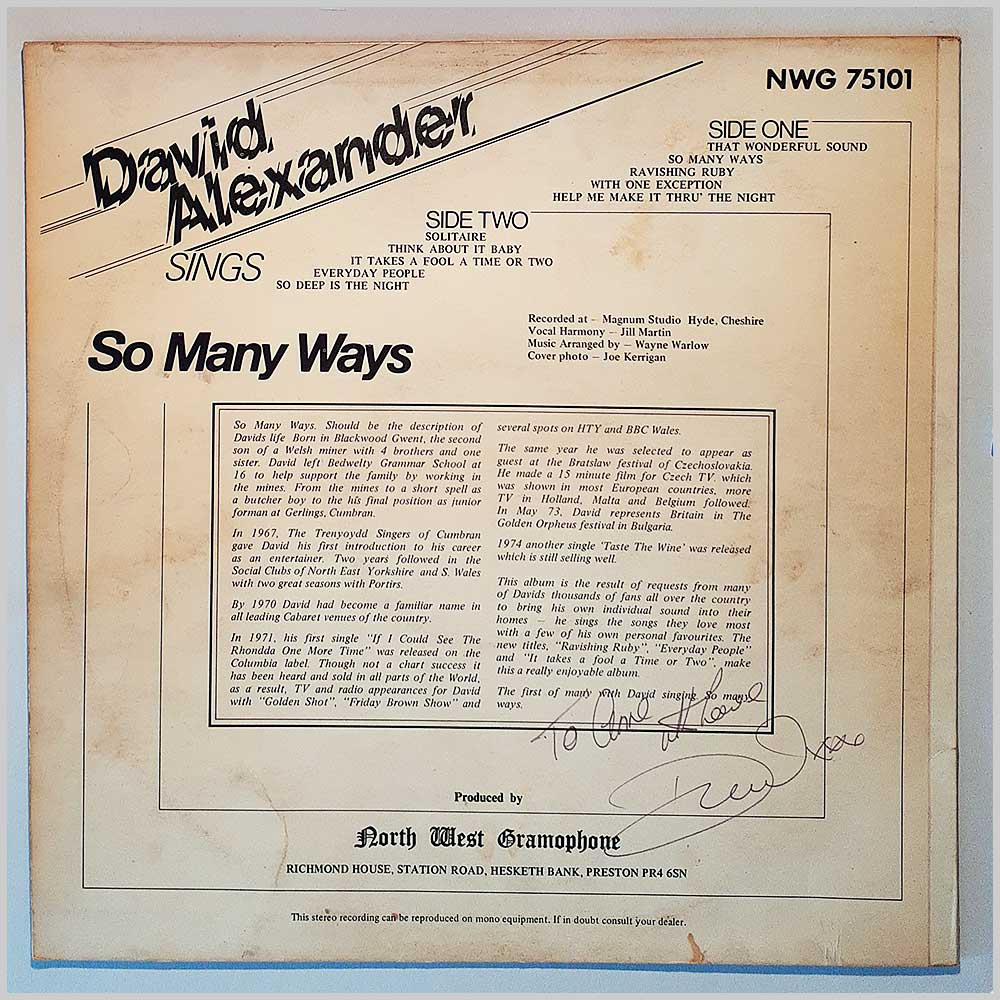 NWG 75101
David
Alexander
SINGS
So Many Ways
SIDE ONE
THAT WONDERFUL SOUND
SO MANY WAYS
RAVISHING RUBY
WITH ONE EXCEPTION
HELP ME MAKE IT THRU' THE NIGHT
SIDE TWO
SOLITAIRE
THINK ABOUT IT BABY
IT TAKES A FOOL A TIME OR TWO
EVERYDAY PEOPLE
SO DEEP IS THE NIGHT
Recorded at – Magnum Studio Hyde, Cheshire
Vocal Harmony – Jill Martin
Music Arranged by – Wayne Warlow
Cover photo – Joe Kerrigan
So Many Ways. Should be the description of
Davids life Born in Blackwood Gwent, the second
son of a Welsh miner with 4 brothers and one
sister. David left Bedwelty Grammar School at
16 to help support the family by working in
the mines. From the mines to a short spell as
a butcher boy to the his final position as junior
forman at Gerlings, Cumbran.
In 1967, The Trenyoydd Singers of Cumbran
gave David his first introduction to his career
as an entertainer. Two years followed in the
Social Clubs of North East Yorkshire and S. Wales
with two great seasons with Portirs.
By 1970 David had become a familiar name in
all leading Cabaret venues of the country.
In 1971, his first single "If I Could See The
Rhondda One More Time" was released on the
Columbia label. Though not a chart success it
has been heard and sold in all parts of the World,
as a result, TV and radio appearances for David
with "Golden Shot", "Friday Brown Show" and
several spots on HTY and BBC Wales.
The same year he was selected to appear as
guest at the Bratslaw festival of Czechoslovakia.
He made a 15 minute film for Czech TV. which
was shown in most European countries, more
TV in Holland, Malta and Belgium followed.
In May 73, David represents Britain in The
Golden Orpheus festival in Bulgaria.
1974 another single 'Taste The Wine' was released
which is still selling well.
This album is the result of requests from many
of Davids thousands of fans all over the country
to bring his own individual sound into their
homes – he sings the songs they love most
with a few of his own personal favourites. The
new titles, "Ravishing Ruby", "Everyday People"
and "It takes a fool a Time or Two", make
this a really enjoyable album.
The first of many with David singing So many
ways.
To
David xxxx
Produced by
North West Gramophone
RICHMOND HOUSE, STATION ROAD, HESKETH BANK, PRESTON PR4 6SN
This stereo recording can be reproduced on mono equipment. If in doubt consult your dealer.